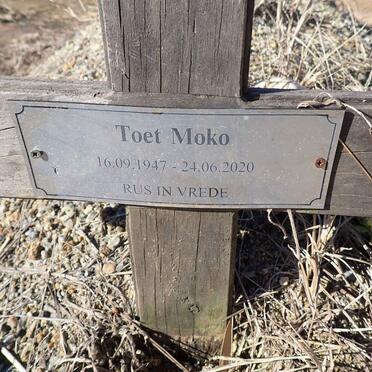 Toet Moko
16.09.1947 - 24.06.2020
RUS IN VREDE